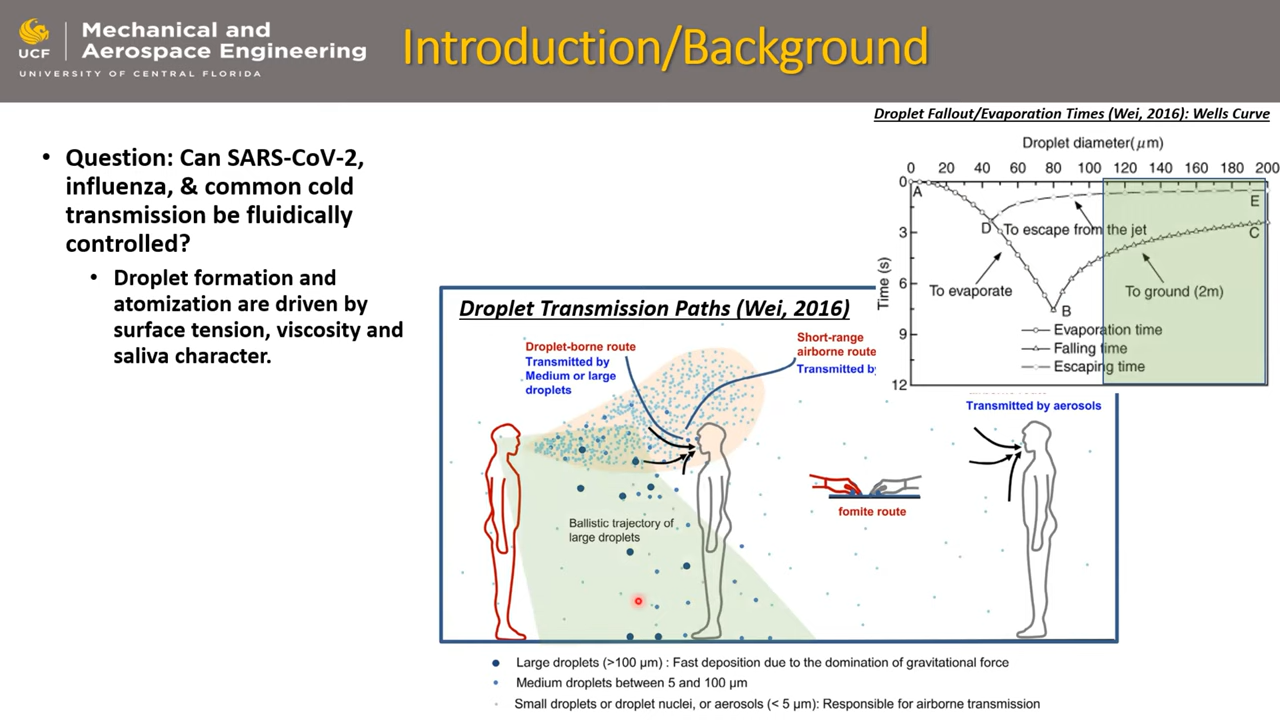 UCF
Mechanical and
Aerospace Engineering
UNIVERSITY OF CENTRAL FLORIDA
Introduction/Background
• Question: Can SARS-CoV-2,
influenza, & common cold
transmission be fluidically
controlled?
• Droplet formation and
atomization are driven by
surface tension, viscosity and
saliva character.
Droplet Fallout/Evaporation Times (Wei, 2016): Wells Curve
Droplet diameter(μm)
0 20 40 60 80 100 120 140 160 180 200
0
3
6
9
12
Time (s)
A
D
B
E
C
To escape from the jet
To evaporate
To ground (2m)
Evaporation time
Falling time
Escaping time
Droplet Transmission Paths (Wei, 2016)
Droplet-borne route
Transmitted by
Medium or large
droplets
Short-range
airborne route
Transmitted by
Transmitted by aerosols
fomite route
Ballistic trajectory of
large droplets
Large droplets (>100 μm) : Fast deposition due to the domination of gravitational force
Medium droplets between 5 and 100 μm
Small droplets or droplet nuclei, or aerosols (< 5 μm): Responsible for airborne transmission